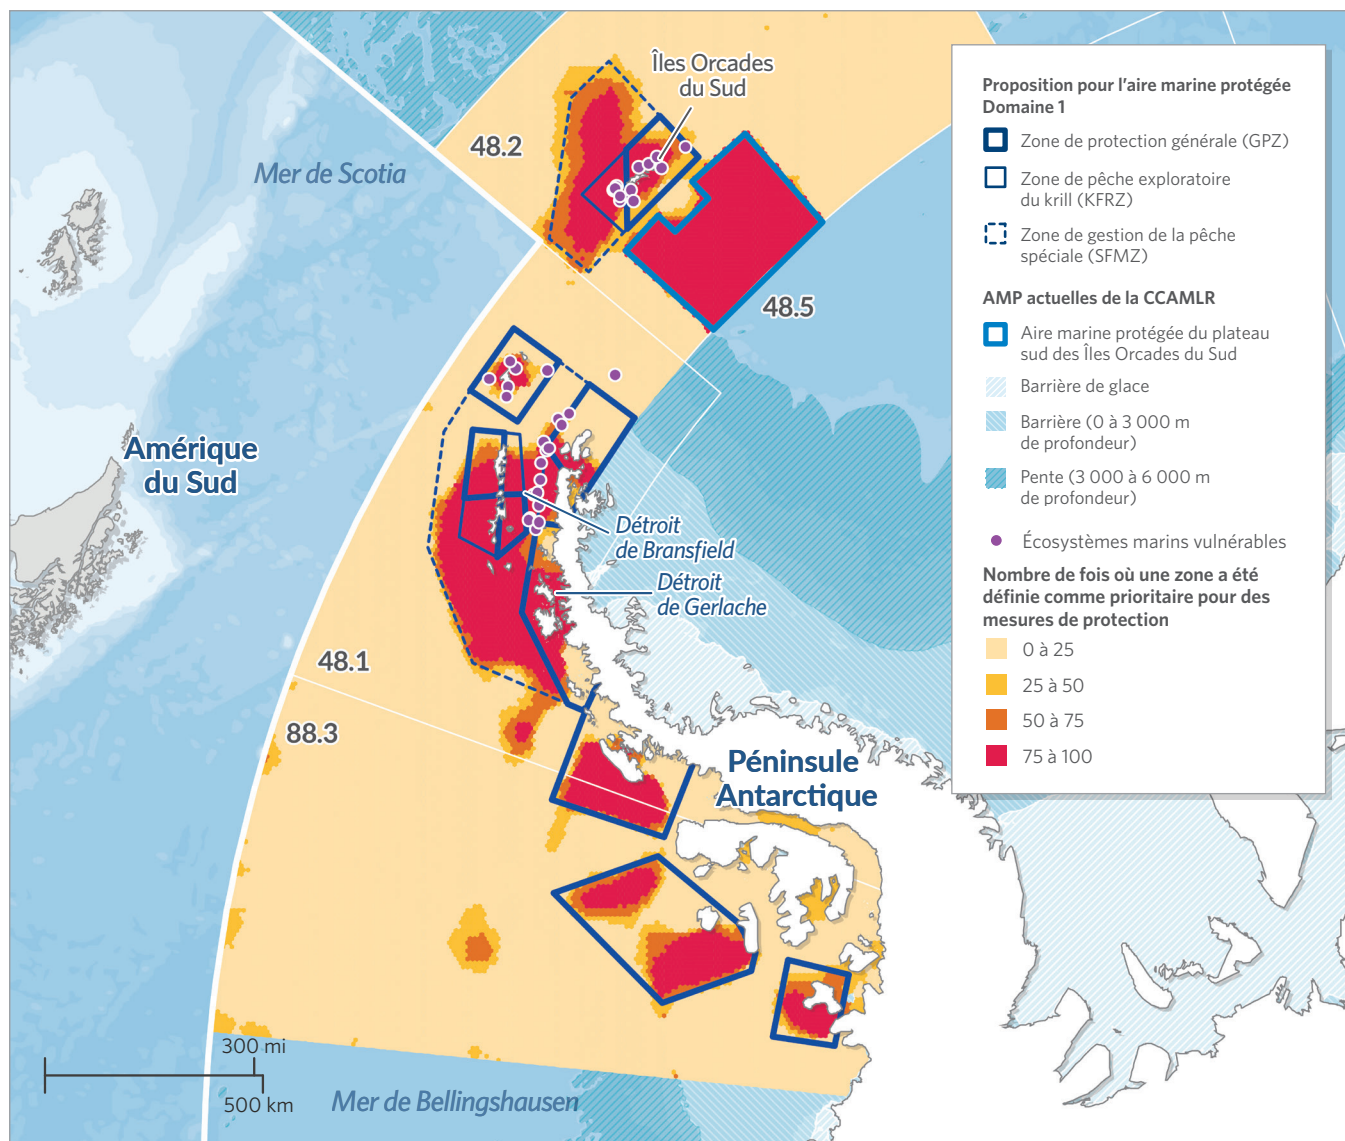 Îles Orcades
du Sud
48.2
Mer de Scotia
48.5
Amérique
du Sud
Détroit
de Bransfield
Détroit
de Gerlache
48.1
88.3
Péninsule
Antarctique
300 mi
500 km
Mer de Bellingshausen
Proposition pour l’aire marine protégée
Domaine 1
Zone de protection générale (GPZ)
Zone de pêche exploratoire
du krill (KFRZ)
Zone de gestion de la pêche
spéciale (SFMZ)
AMP actuelles de la CCAMLR
Aire marine protégée du plateau
sud des Îles Orcades du Sud
Barrière de glace
Barrière (0 à 3 000 m
de profondeur)
Pente (3 000 à 6 000 m
de profondeur)
Écosystèmes marins vulnérables
Nombre de fois où une zone a été
définie comme prioritaire pour des
mesures de protection
0 à 25
25 à 50
50 à 75
75 à 100